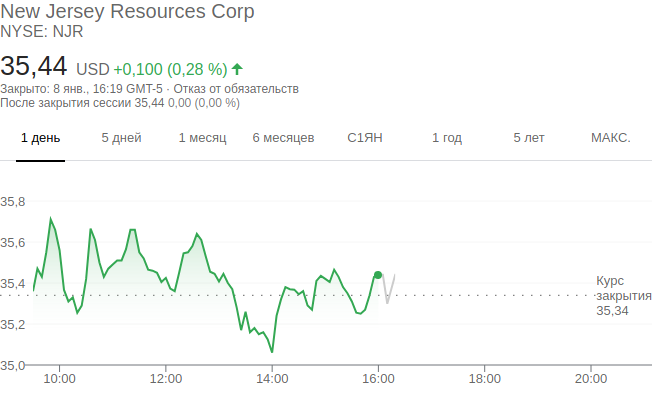 New Jersey Resources Corp
NYSE: NJR
35,44 USD +0,100 (0,28 %)
Закрыто: 8 янв., 16:19 GMT-5 · Отказ от обязательств
После закрытия сессии 35,44 0,00 (0,00 %)
1 день 5 дней 1 месяц 6 месяцев С1ЯН 1 год 5 лет МАКС.
35,8
35,6
35,4
Курс
закрытия
35,34
35,2
35,0
10:00 12:00 14:00 16:00 18:00 20:00